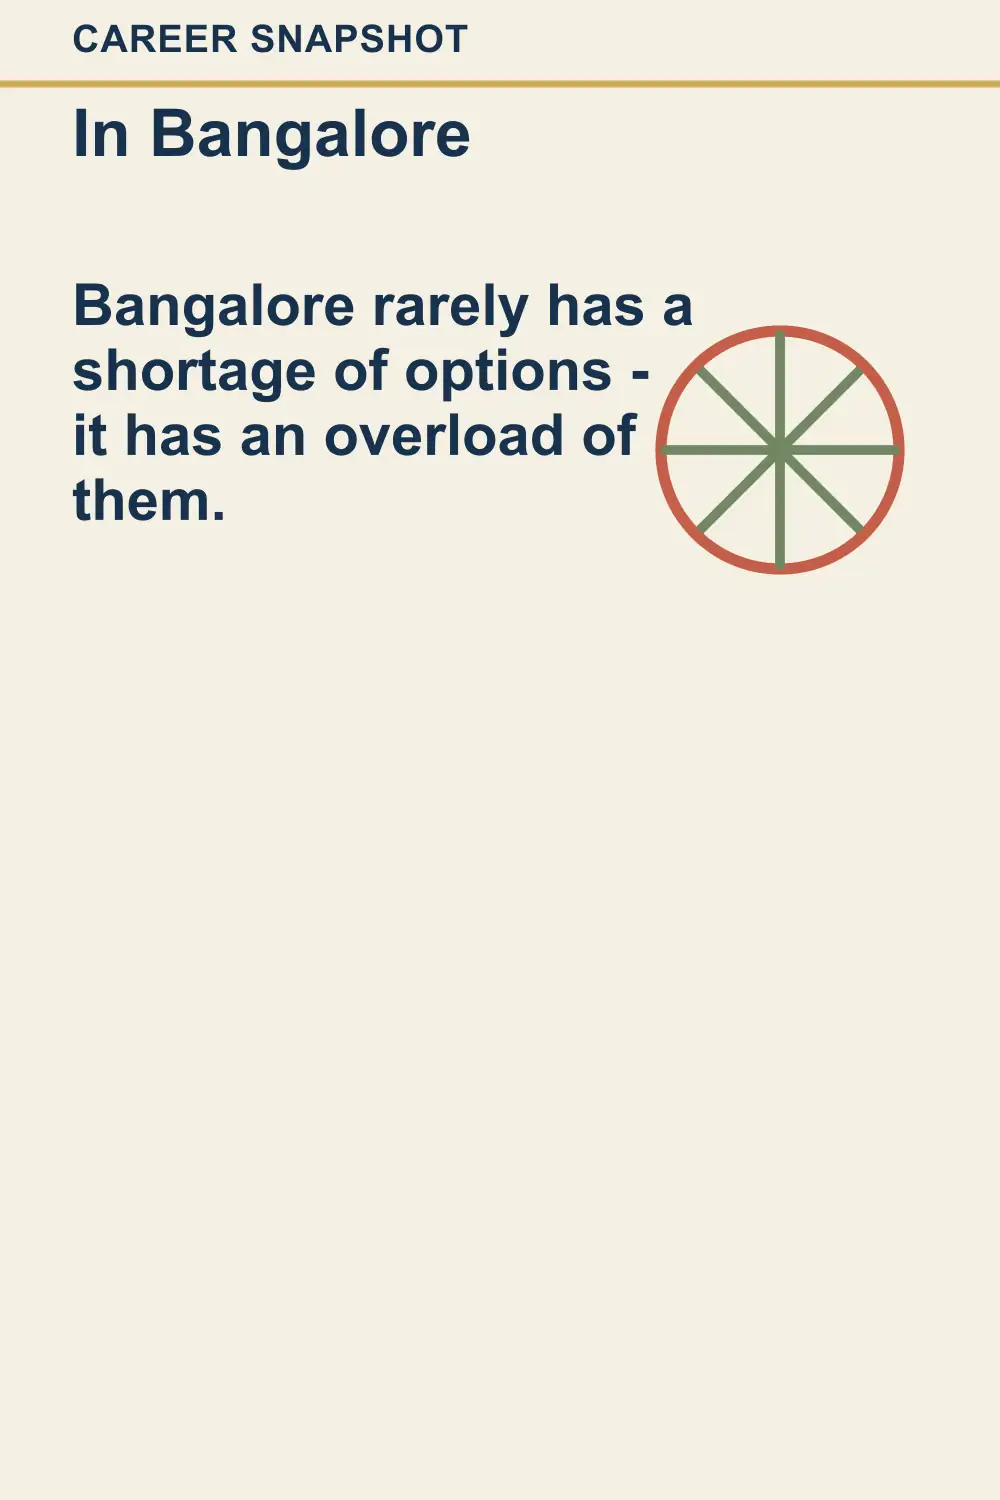 CAREER SNAPSHOT
In Bangalore
Bangalore rarely has a
shortage of options -
it has an overload of
them.